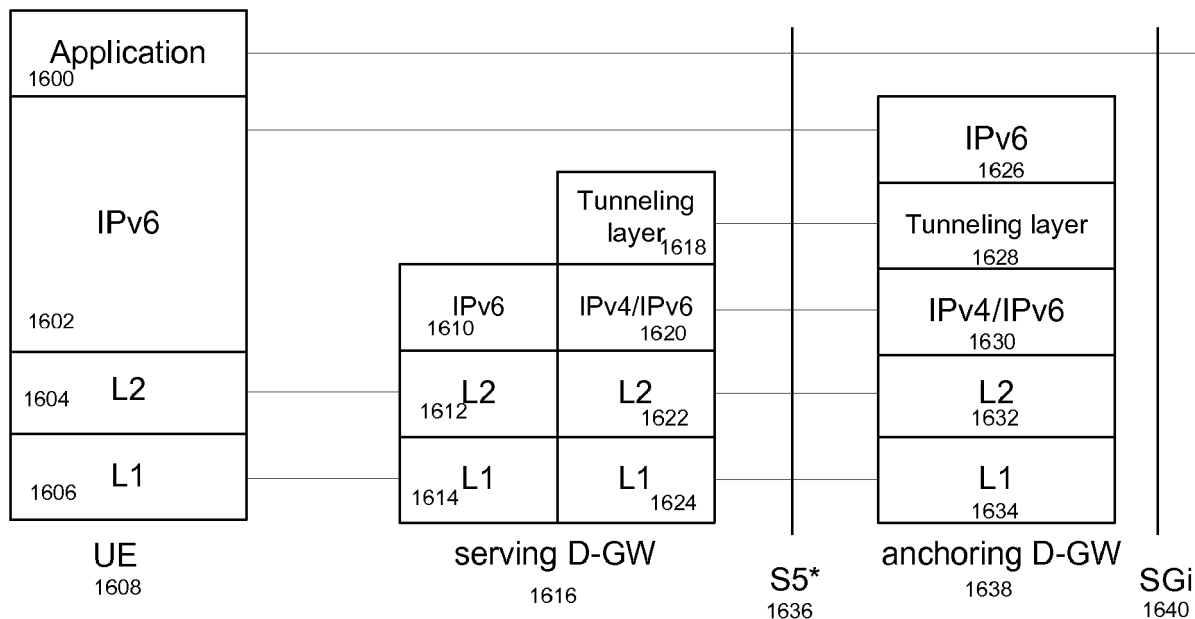 Application
1600
IPv6
1602
L2
1604
L1
1606
UE
1608
IPv6
1610
L2
1612
L1
1614
Tunneling
layer
1618
IPv4/IPv6
1620
L2
1622
L1
1624
serving D-GW
1616
S5*
1636
IPv6
1626
Tunneling layer
1628
IPv4/IPv6
1630
L2
1632
L1
1634
anchoring D-GW
1638
SGi
1640